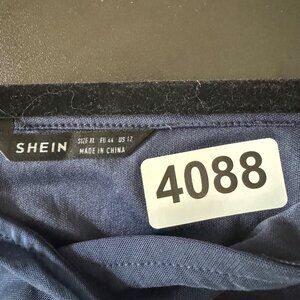 SHEIN
SIZE XL EU 44 US 12
MADE IN CHINA
4088